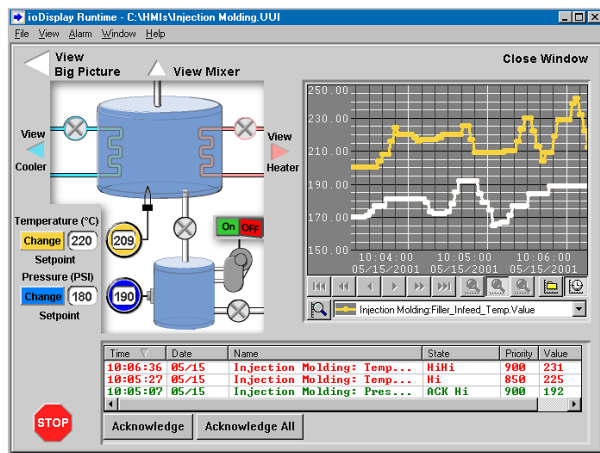 ioDisplay Runtime - C:\HMIs\Injection Molding.UUI
File View Alarm Window Help
View
Big Picture
View Mixer
Close Window
View
Cooler
View
Heater
Temperature (°C)
Change 220
Setpoint
Pressure (PSI)
Change 180
Setpoint
209
190
On OFF
250.00
230.00
210.00
190.00
170.00
150.00
10:04:00 10:05:00 10:06:00
05/15/2001 05/15/2001 05/15/2001
Injection Molding:Filler_Infeed_Temp.Value
Time Date Name State Priority Value
10:06:36 05/15 Injection Molding: Temp... HiHi 900 231
10:05:27 05/15 Injection Molding: Temp... Hi 850 225
10:05:07 05/15 Injection Molding: Pres... ACK Hi 900 192
STOP
Acknowledge Acknowledge All